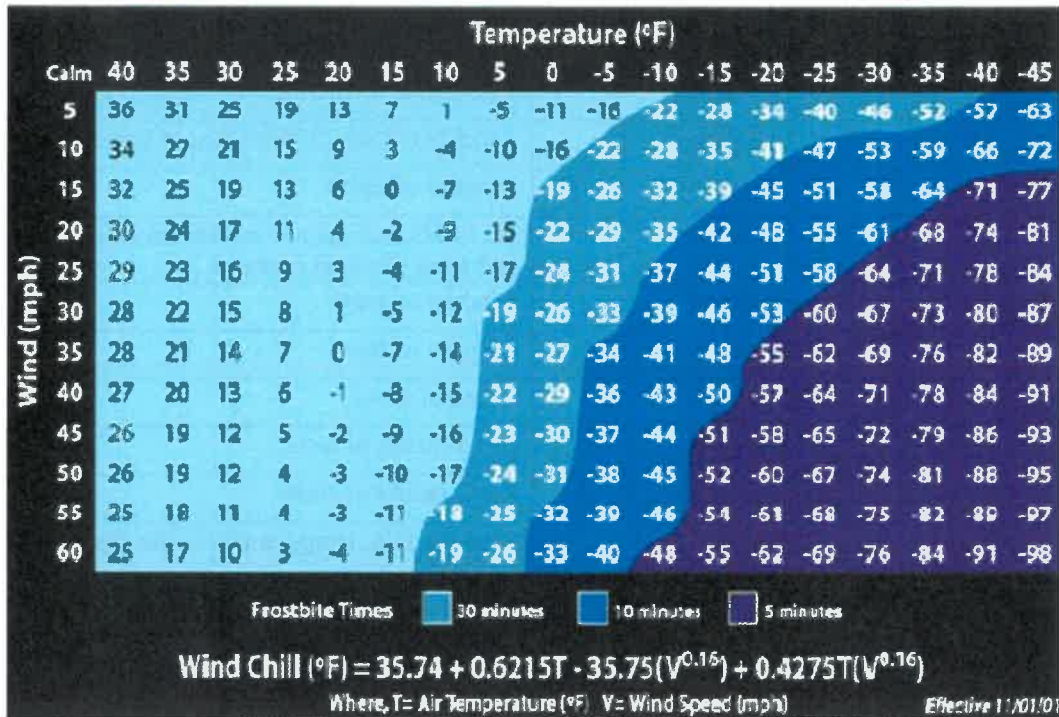 Temperature (°F)
Calm 40 35 30 25 20 15 10 5 0 -5 -10 -15 -20 -25 -30 -35 -40 -45
5 36 31 25 19 13 7 1 -5 -11 -16 -22 -28 -34 -40 -46 -52 -57 -63
10 34 27 21 15 9 3 -4 -10 -16 -22 -28 -35 -41 -47 -53 -59 -66 -72
15 32 25 19 13 6 0 -7 -13 -19 -26 -32 -39 -45 -51 -58 -64 -71 -77
20 30 24 17 11 4 -2 -9 -15 -22 -29 -35 -42 -48 -55 -61 -68 -74 -81
25 29 23 16 9 3 -4 -11 -17 -24 -31 -37 -44 -51 -58 -64 -71 -78 -84
30 28 22 15 8 1 -5 -12 -19 -26 -33 -39 -46 -53 -60 -67 -73 -80 -87
35 28 21 14 7 0 -7 -14 -21 -27 -34 -41 -48 -55 -62 -69 -76 -82 -89
40 27 20 13 6 -1 -8 -15 -22 -29 -36 -43 -50 -57 -64 -71 -78 -84 -91
45 26 19 12 5 -2 -9 -16 -23 -30 -37 -44 -51 -58 -65 -72 -79 -86 -93
50 26 19 12 4 -3 -10 -17 -24 -31 -38 -45 -52 -60 -67 -74 -81 -88 -95
55 25 18 11 4 -3 -11 -18 -25 -32 -39 -46 -54 -61 -68 -75 -82 -89 -97
60 25 17 10 3 -4 -11 -19 -26 -33 -40 -48 -55 -62 -69 -76 -84 -91 -98
Wind (mph)
Frostbite Times 30 minutes 10 minutes 5 minutes
Wind Chill (°F) = 35.74 + 0.6215T - 35.75(V^0.16) + 0.4275T(V^0.16)
Where, T= Air Temperature (°F) V= Wind Speed (mph) Effective 11/01/0